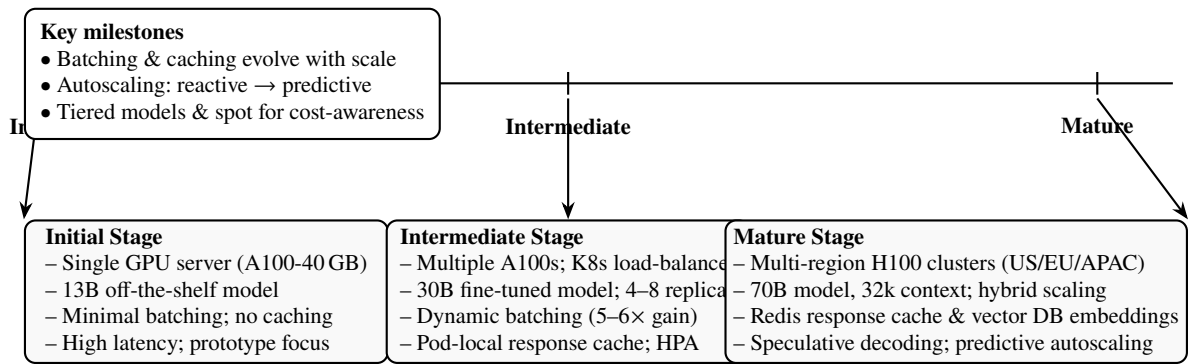 Key milestones
• Batching & caching evolve with scale
• Autoscaling: reactive → predictive
• Tiered models & spot for cost-awareness
Intermediate
Mature
Initial Stage
– Single GPU server (A100-40 GB)
– 13B off-the-shelf model
– Minimal batching; no caching
– High latency; prototype focus
Intermediate Stage
– Multiple A100s; K8s load-balance
– 30B fine-tuned model; 4–8 replica
– Dynamic batching (5–6× gain)
– Pod-local response cache; HPA
Mature Stage
– Multi-region H100 clusters (US/EU/APAC)
– 70B model, 32k context; hybrid scaling
– Redis response cache & vector DB embeddings
– Speculative decoding; predictive autoscaling